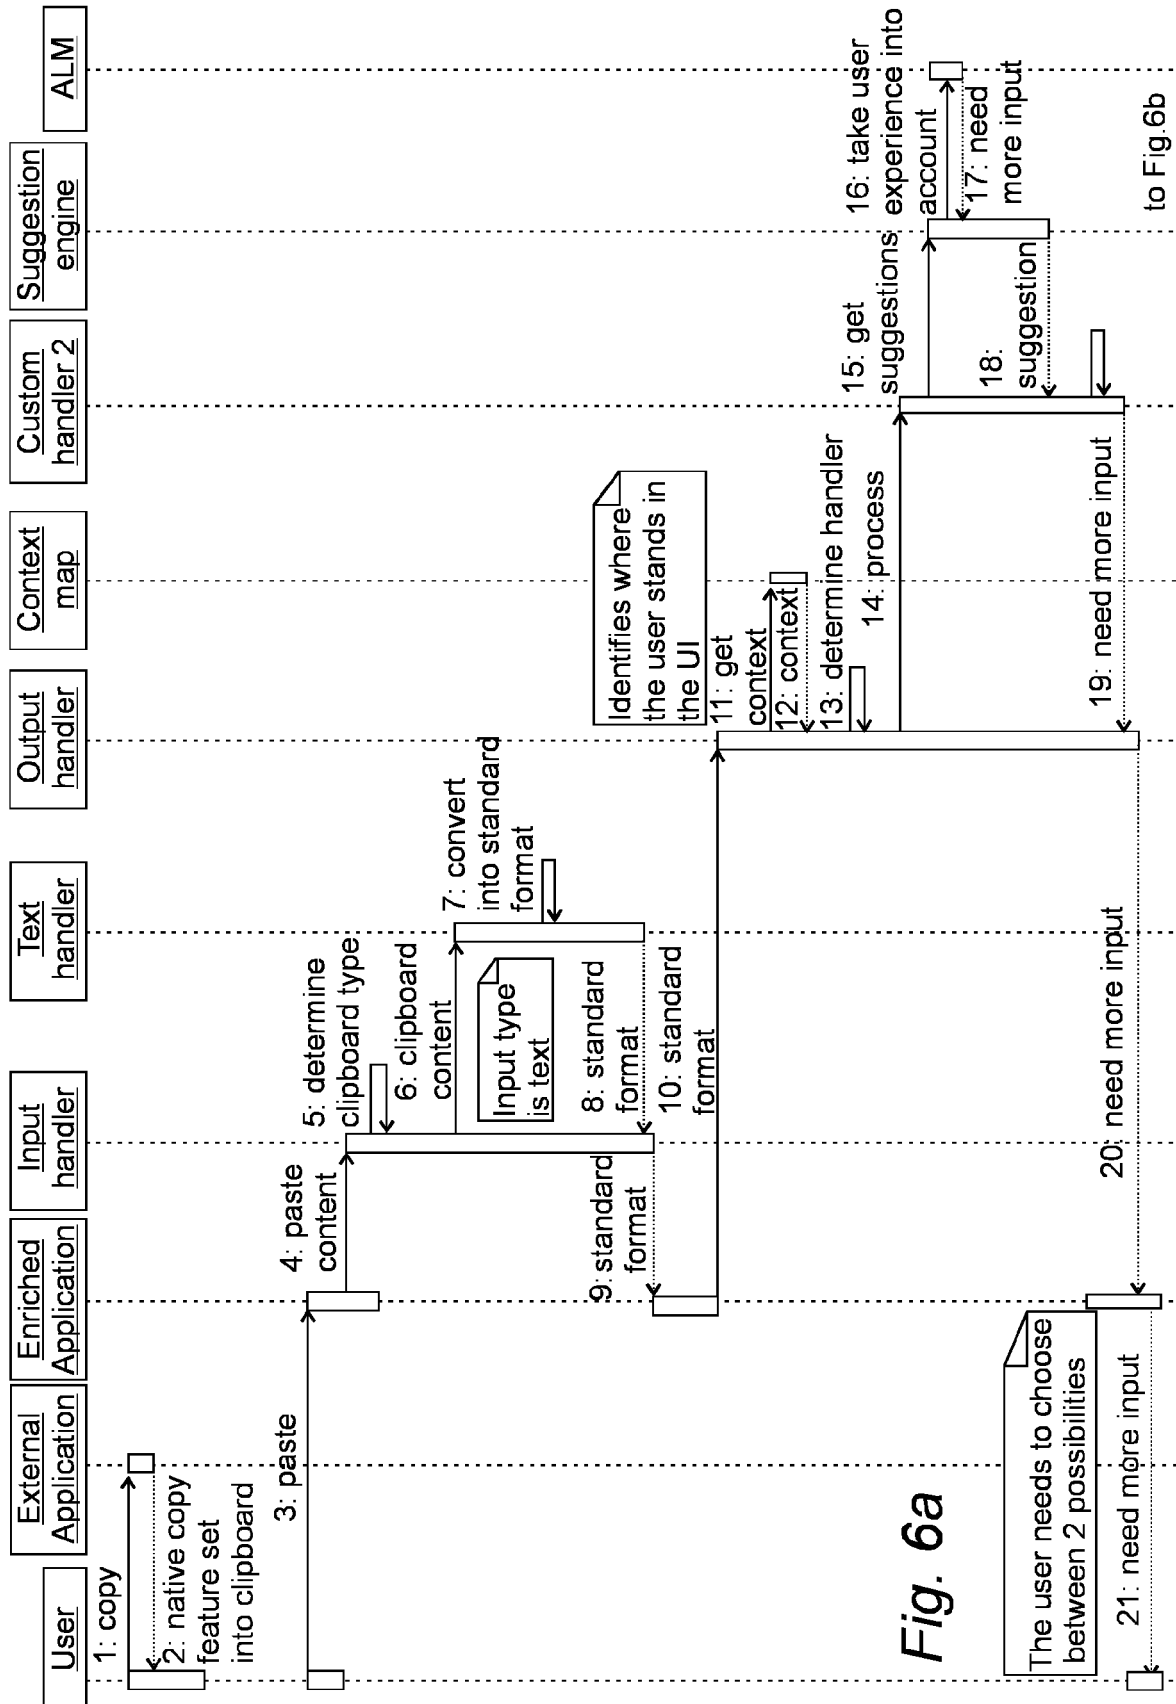 User
External
Application
Enriched
Application
Input
handler
Text
handler
Output
handler
Context
map
Custom
handler 2
Suggestion
engine
ALM
1: copy
2: native copy
feature set
into clipboard
3: paste
4: paste
content
5: determine
clipboard type
6: clipboard
content
7: convert
into standard
format
Input type
is text
8: standard
format
9: standard
format
10: standard
format
Identifies where
the user stands in
the UI
11: get
context
12: context
13: determine handler
14: process
15: get
suggestions
16: take user
experience into
account
17: need
more input
18:
suggestion
19: need more input
20: need more input
The user needs to choose
between 2 possibilities
21: need more input
Fig. 6a
to Fig.6b